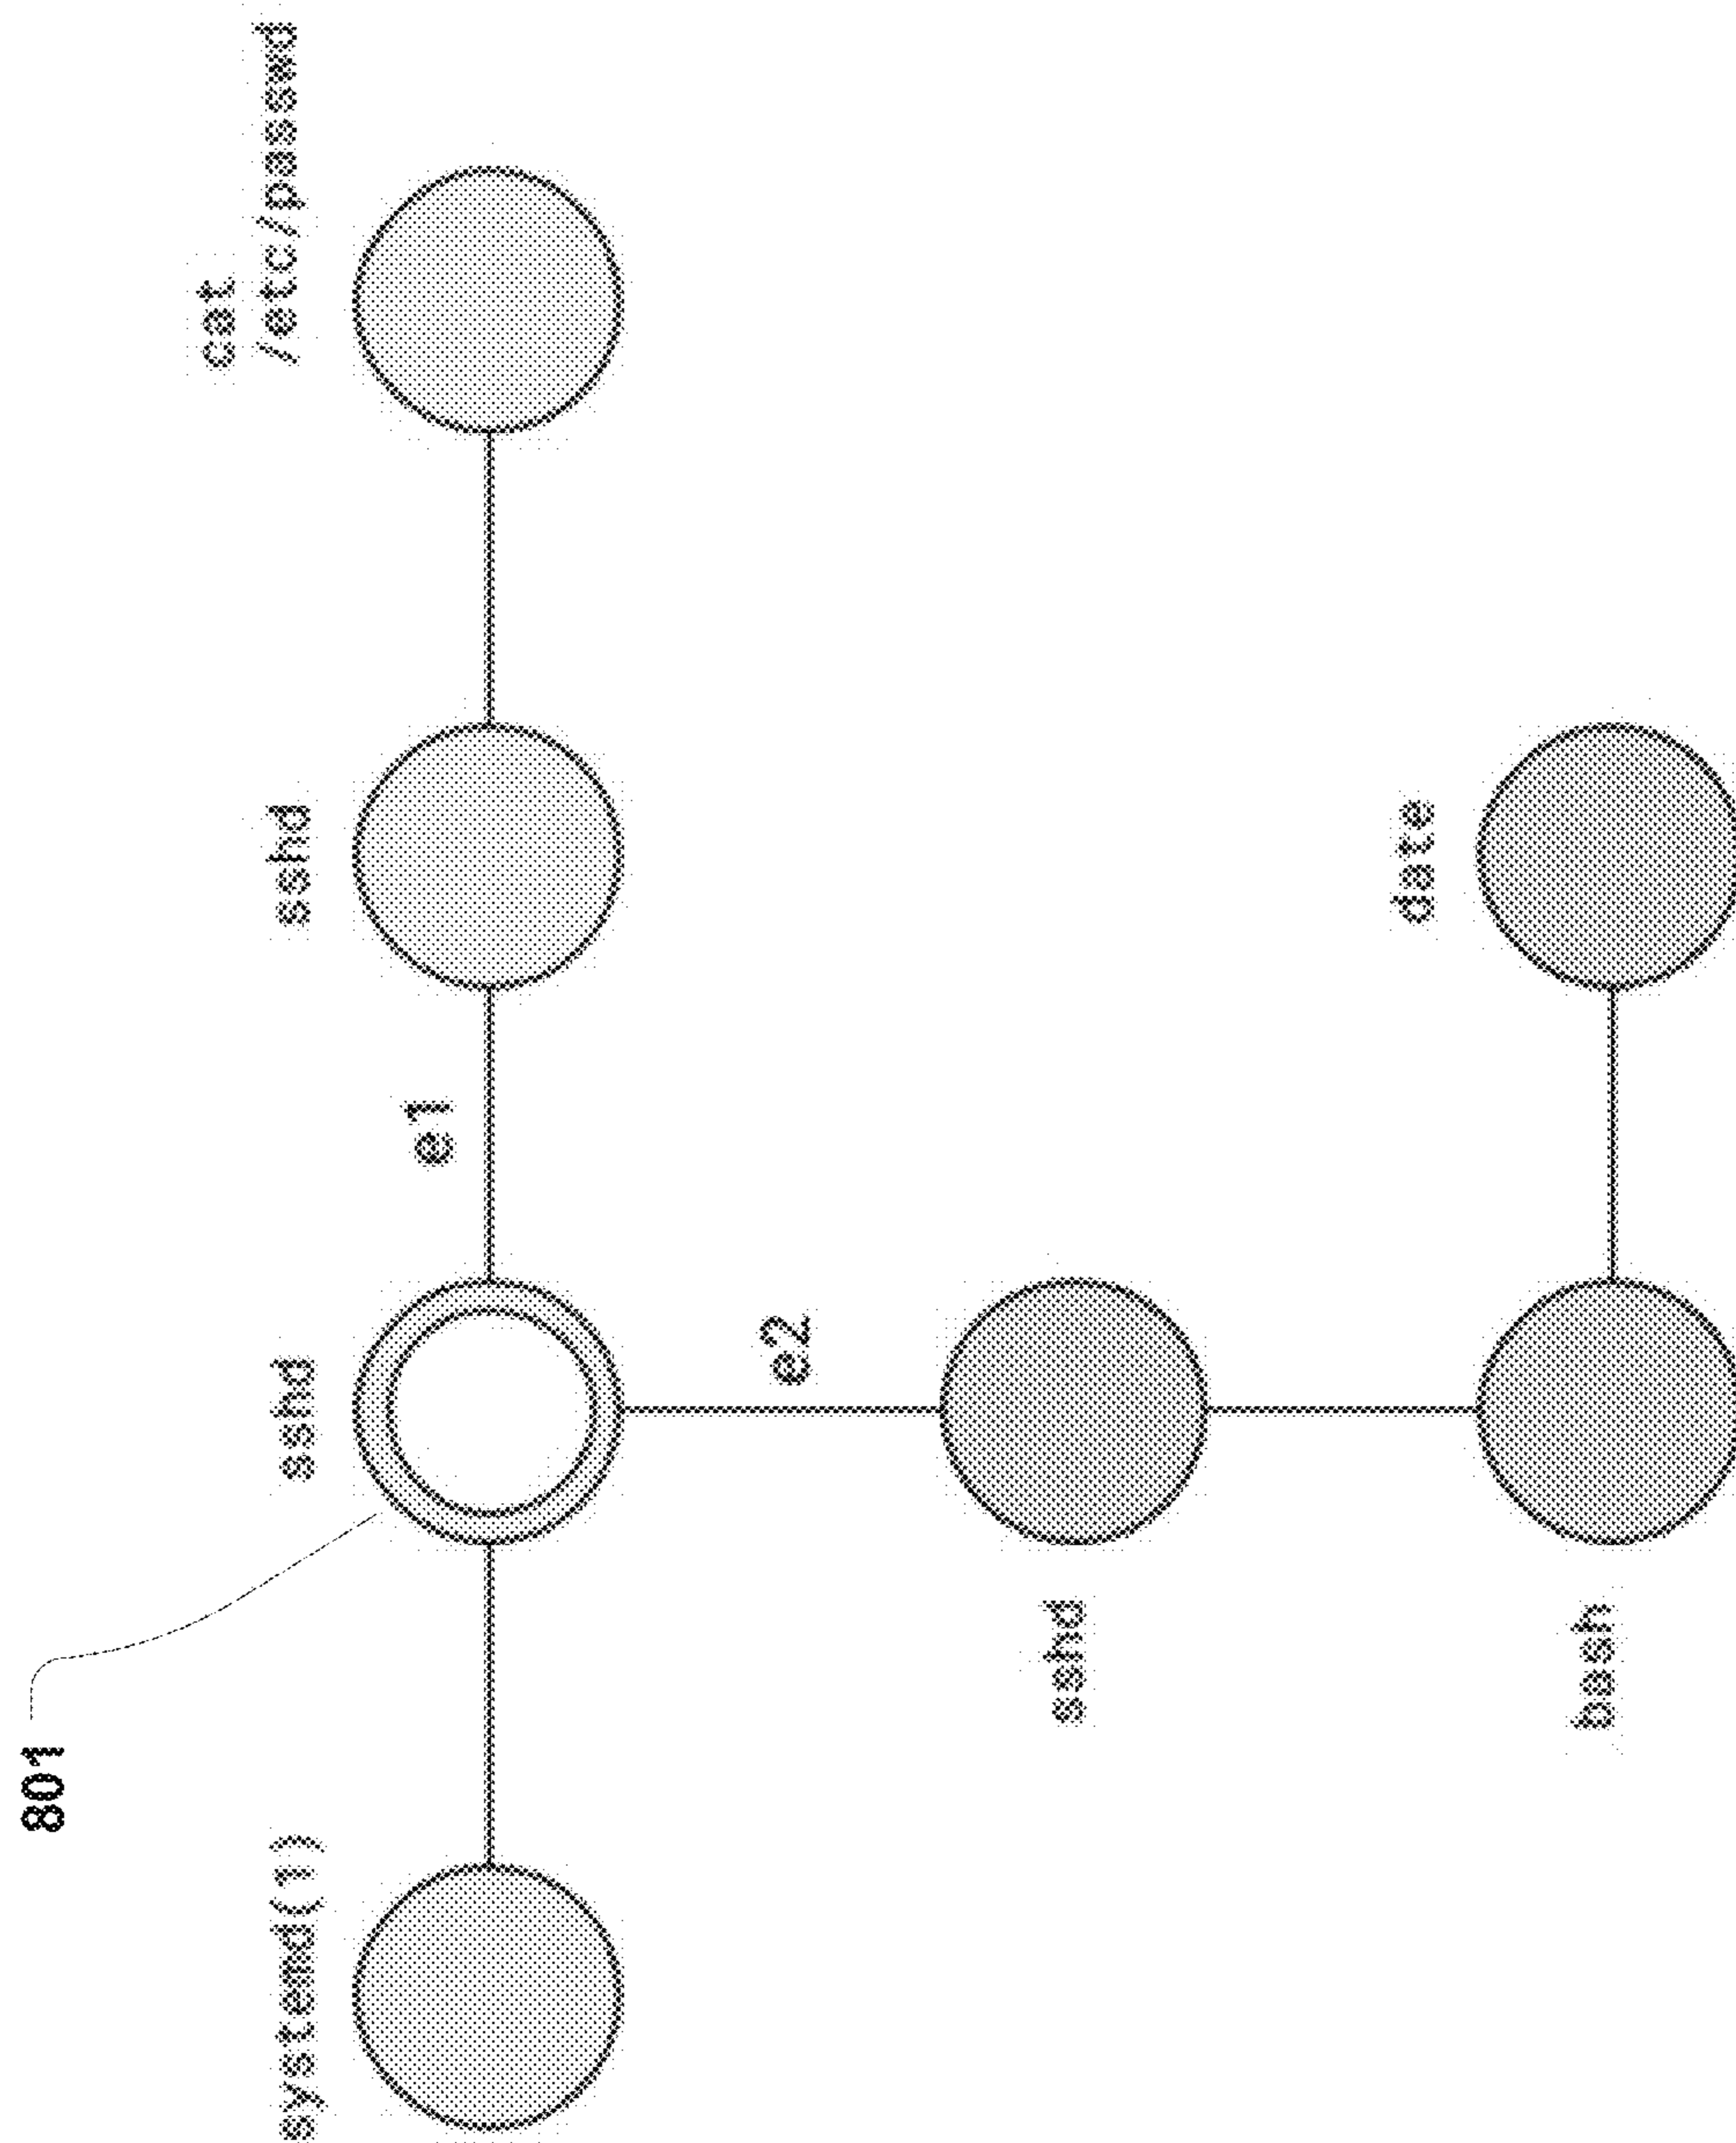 801
systemd(1)
sshd
e1
sshd
cat
/etc/passwd
e2
sshd
bash
date